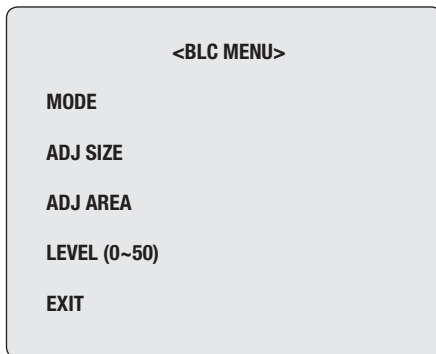 <BLC MENU>
MODE
ADJ SIZE
ADJ AREA
LEVEL (0~50)
EXIT